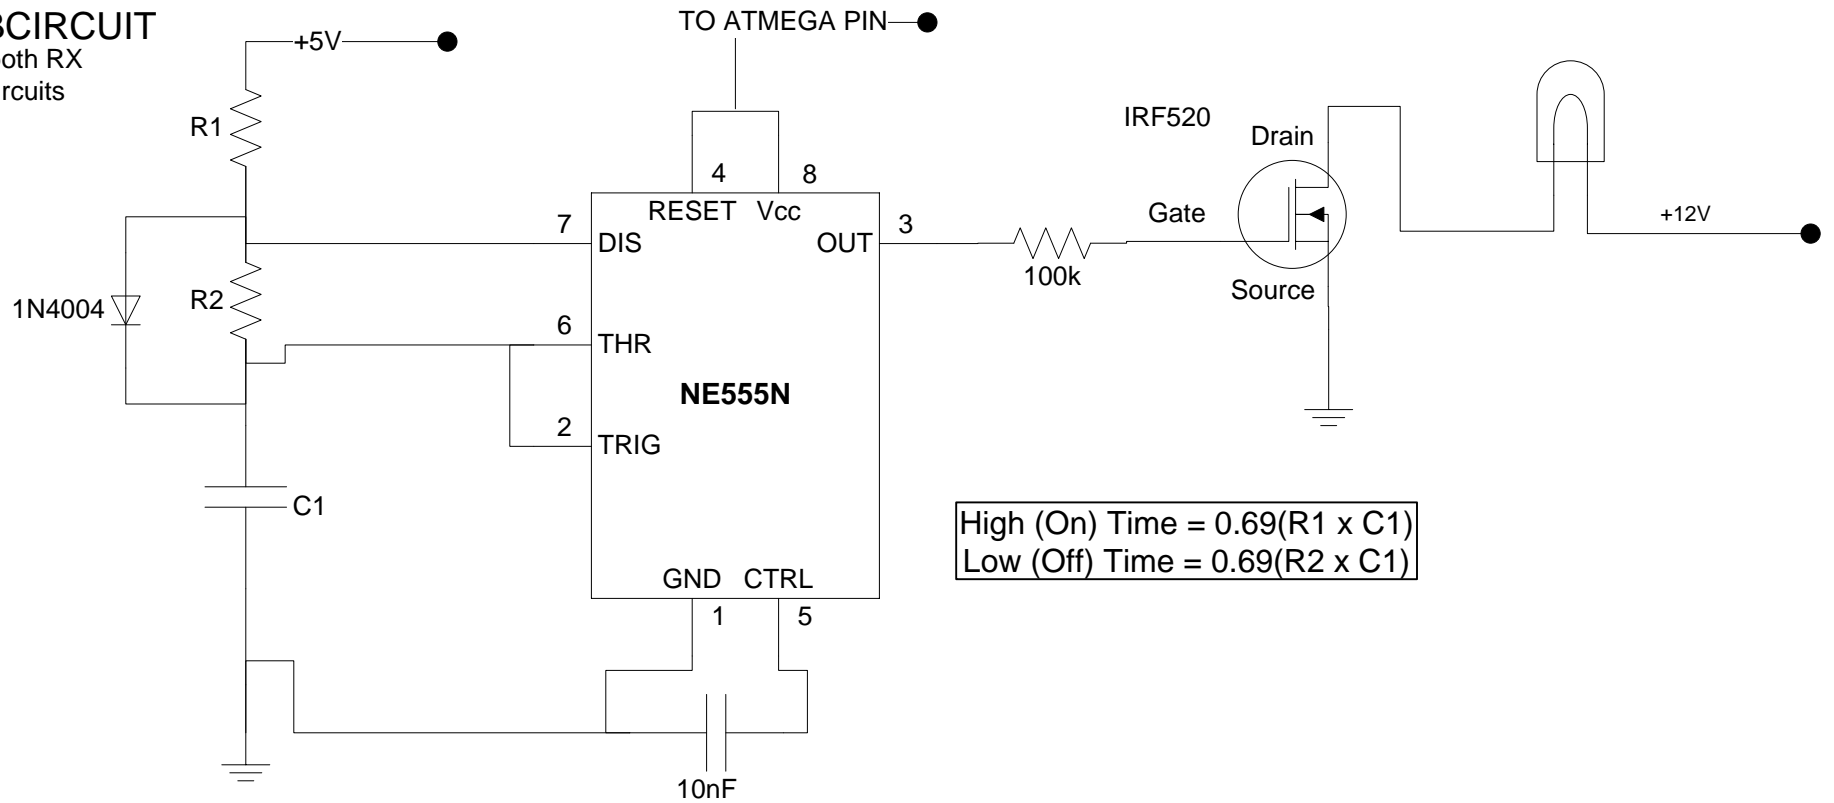 BCIRCUIT
oth RX
rcuits
+5V
TO ATMEGA PIN
R1
R2
1N4004
C1
4
8
RESET
Vcc
7
DIS
OUT
3
6
THR
NE555N
2
TRIG
GND
CTRL
1
5
10nF
100k
IRF520
Drain
Gate
Source
+12V
High (On) Time = 0.69(R1 x C1)
Low (Off) Time = 0.69(R2 x C1)